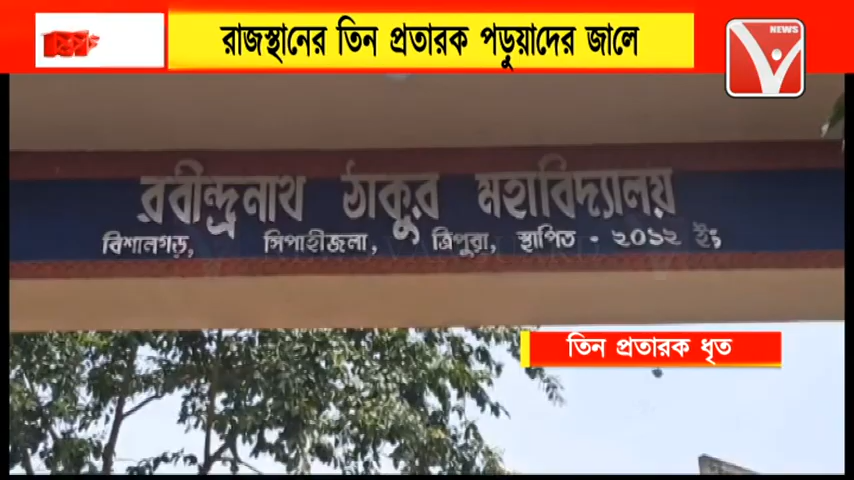 রাজস্থানের তিন প্রতারক পড়ুয়াদের জালে
NEWS
রবীন্দ্রনাথ ঠাকুর মহাবিদ্যালয়
বিশালগড়, সিপাহীজলা, ত্রিপুরা, স্থাপিত - ২০১২ ইং
তিন প্রতারক ধৃত